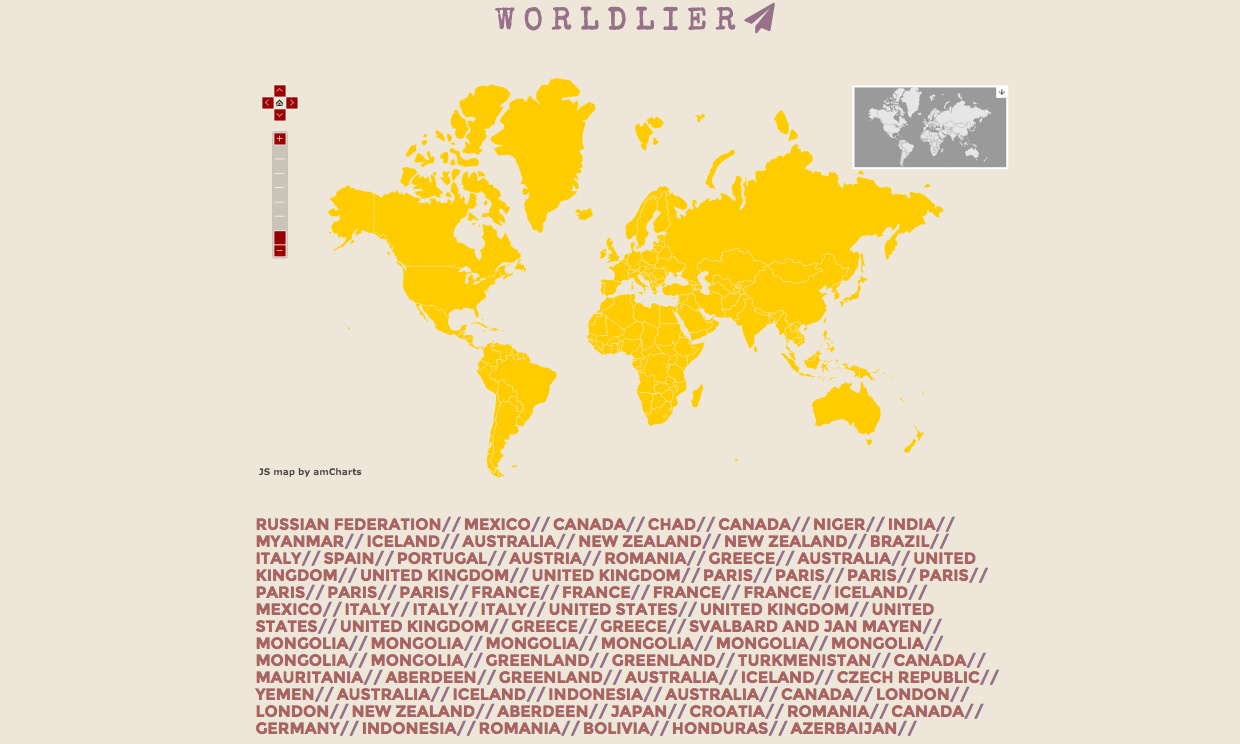 WORLDLIER
JS map by amCharts
RUSSIAN FEDERATION// MEXICO// CANADA// CHAD// CANADA// NIGER// INDIA//
MYANMAR// ICELAND// AUSTRALIA// NEW ZEALAND// NEW ZEALAND// BRAZIL//
ITALY// SPAIN// PORTUGAL// AUSTRIA// ROMANIA// GREECE// AUSTRALIA// UNITED
KINGDOM// UNITED KINGDOM// UNITED KINGDOM// PARIS// PARIS// PARIS// PARIS//
PARIS// PARIS// PARIS// FRANCE// FRANCE// FRANCE// FRANCE// ICELAND//
MEXICO// ITALY// ITALY// ITALY// UNITED STATES// UNITED KINGDOM// UNITED
STATES// UNITED KINGDOM// GREECE// GREECE// SVALBARD AND JAN MAYEN//
MONGOLIA// MONGOLIA// MONGOLIA// MONGOLIA// MONGOLIA// MONGOLIA//
MONGOLIA// MONGOLIA// GREENLAND// GREENLAND// TURKMENISTAN// CANADA//
MAURITANIA// ABERDEEN// GREENLAND// AUSTRALIA// ICELAND// CZECH REPUBLIC//
YEMEN// AUSTRALIA// ICELAND// INDONESIA// AUSTRALIA// CANADA// LONDON//
LONDON// NEW ZEALAND// ABERDEEN// JAPAN// CROATIA// ROMANIA// CANADA//
GERMANY// INDONESIA// ROMANIA// BOLIVIA// HONDURAS// AZERBAIJAN//